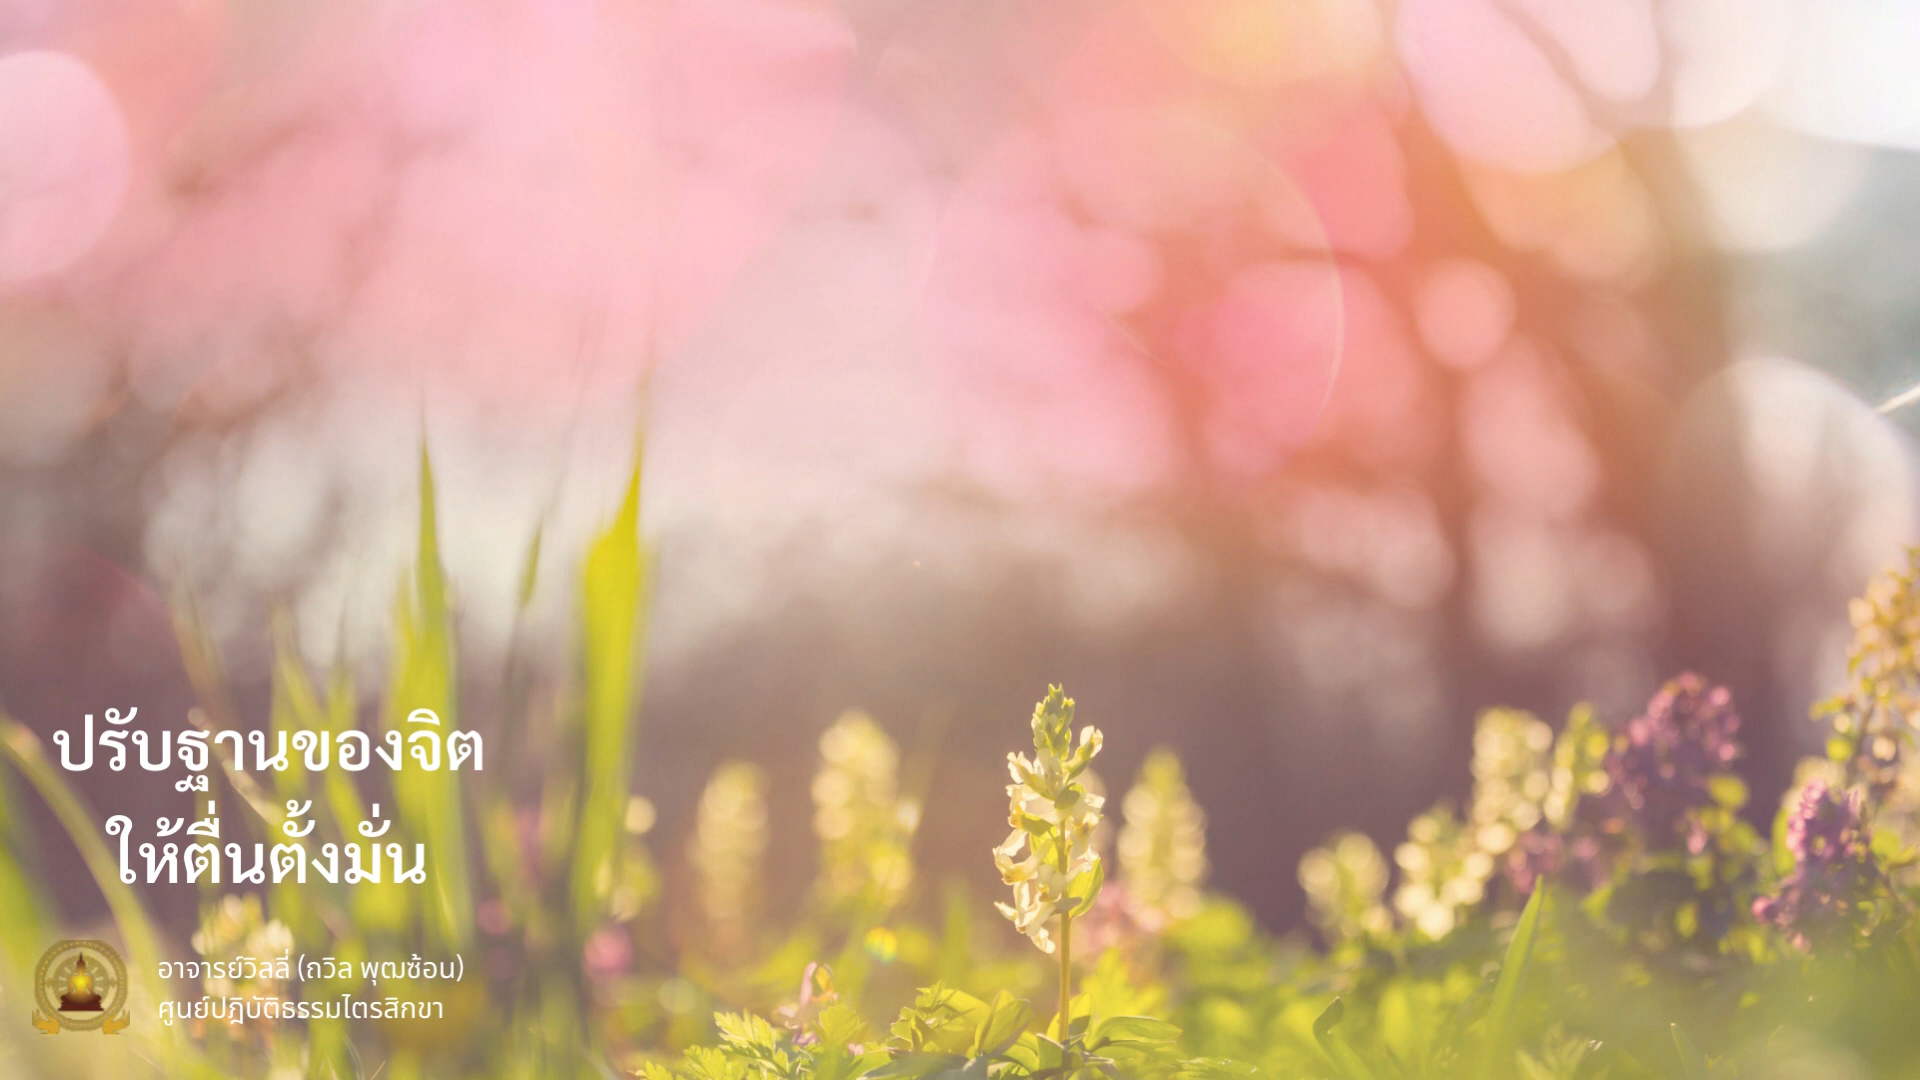 ปรับฐานของจิต
ให้ตื่นตั้งมั่น
อาจารย์วิลลี่ (ถวิล พุฒซ้อน)
ศูนย์ปฏิบัติธรรมไตรสิกขา